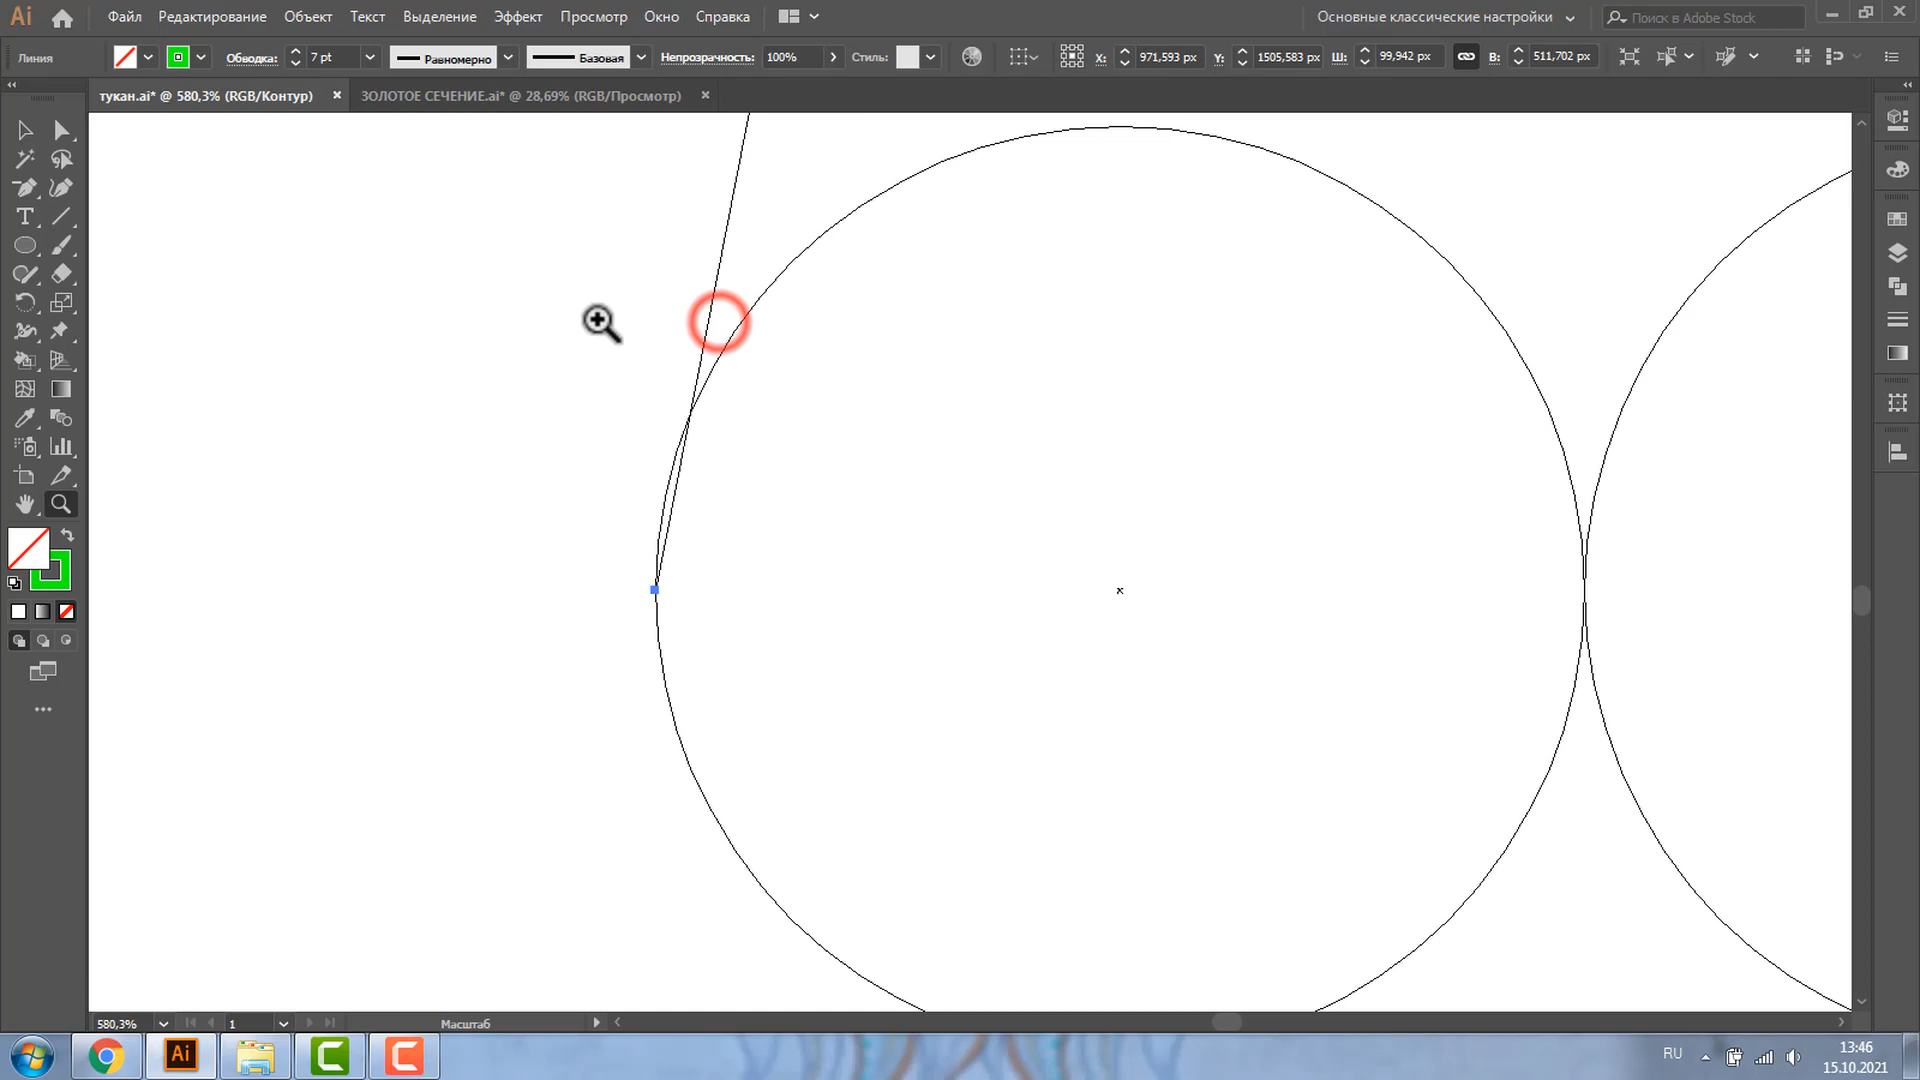 Ai Файл Редактирование Объект Текст Выделение Эффект Просмотр Окно Справка Основные классические настройки Поиск в Adobe Stock
Линия Обводка: 7 pt Равномерно Базовая Непрозрачность: 100% Стиль: X: 971,593 px Y: 1505,583 px Ш: 99,942 px В: 511,702 px
тукан.ai* @ 580,3% (RGB/Контур) × ЗОЛОТОЕ СЕЧЕНИЕ.ai* @ 28,69% (RGB/Просмотр) ×
T
580,3% 1 Масштаб
Ai C C RU 13:46
15.10.2021